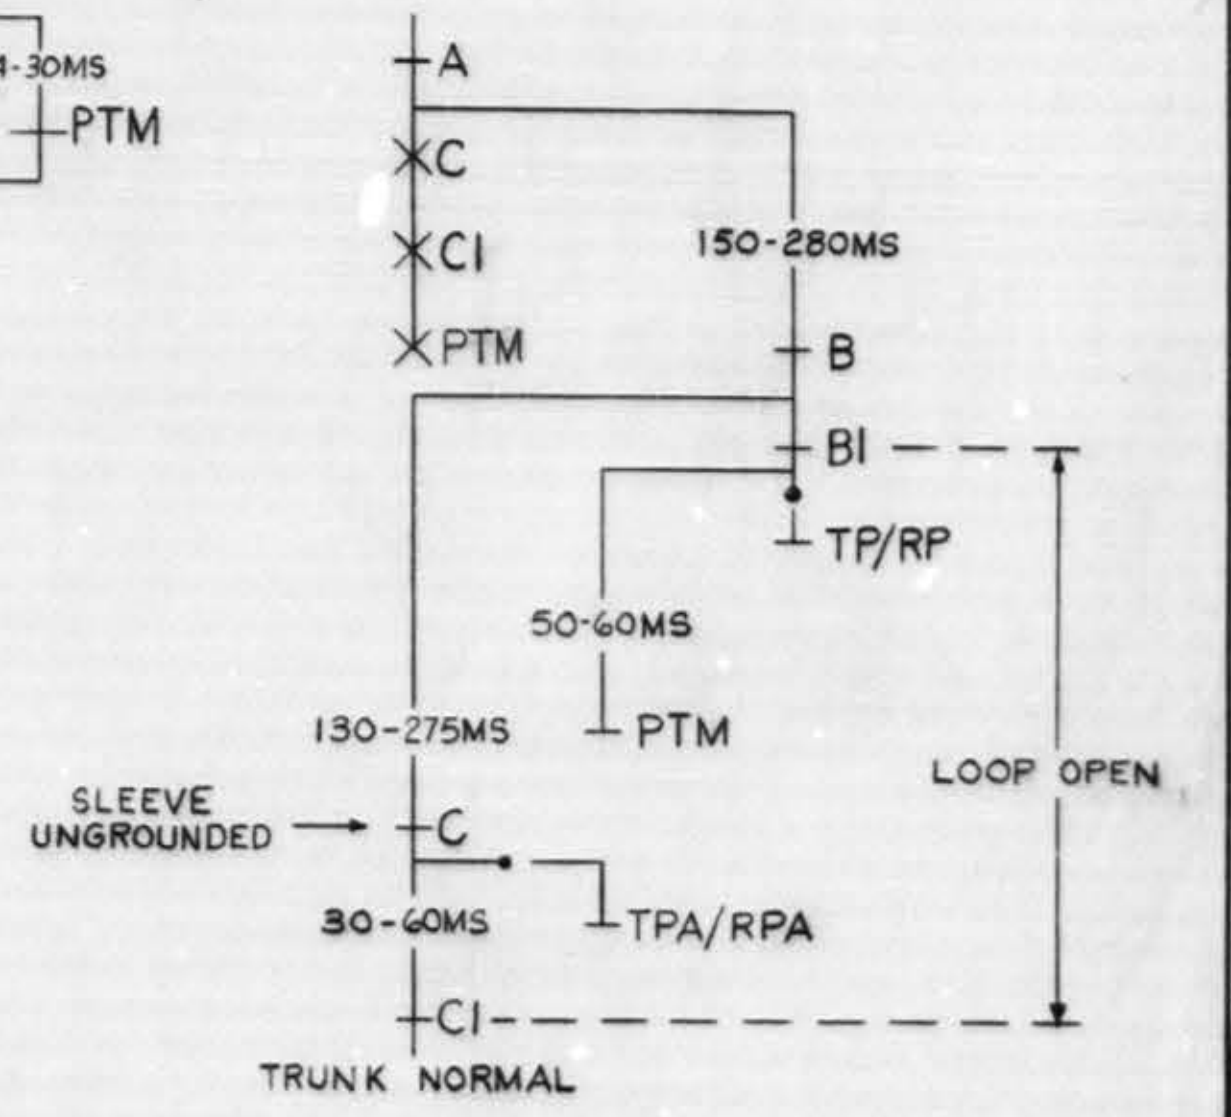 4-30MS
PTM
A
C
C1
150-280MS
PTM
B
B1
TP/RP
50-60MS
130-275MS
PTM
LOOP OPEN
SLEEVE
UNGROUNDED
C
30-60MS
TPA/RPA
C1
TRUNK NORMAL